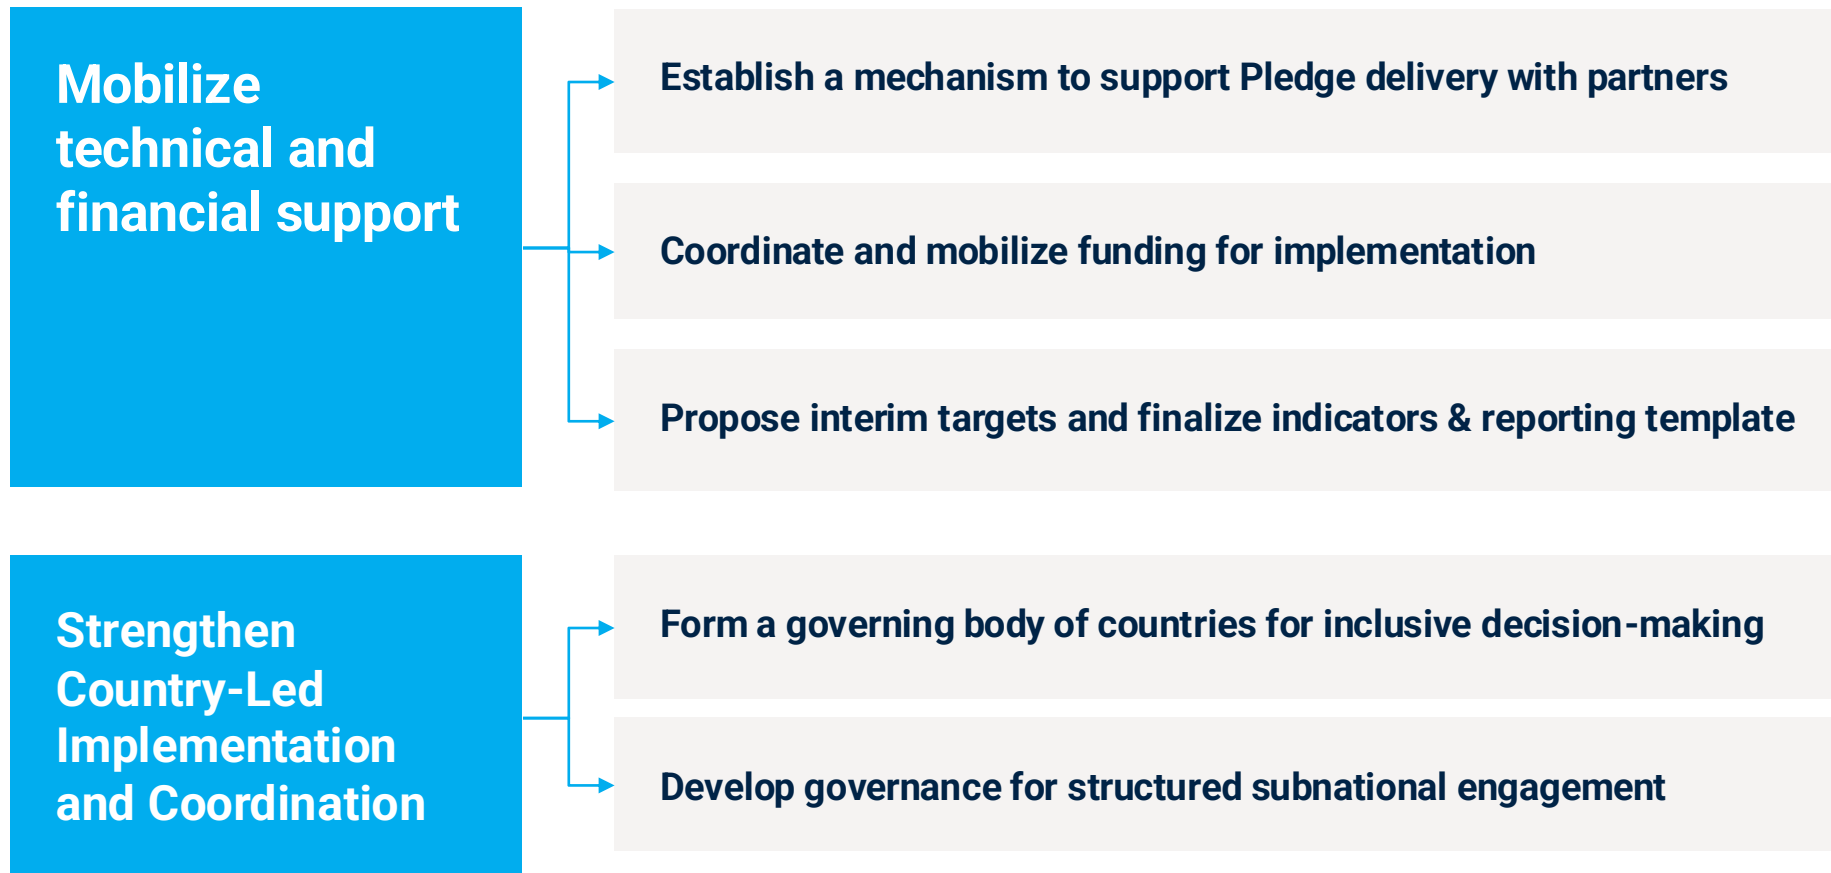 Mobilize
technical and
financial support
Establish a mechanism to support Pledge delivery with partners
Coordinate and mobilize funding for implementation
Propose interim targets and finalize indicators & reporting template
Strengthen
Country-Led
Implementation
and Coordination
Form a governing body of countries for inclusive decision-making
Develop governance for structured subnational engagement